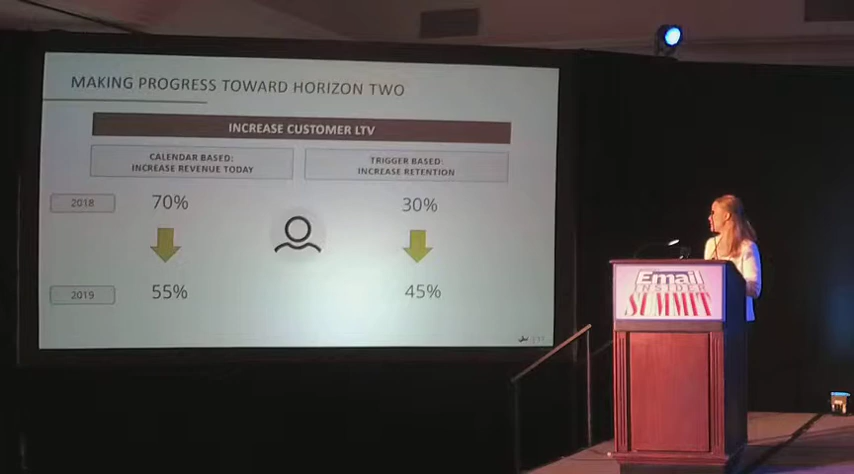 MAKING PROGRESS TOWARD HORIZON TWO
INCREASE CUSTOMER LTV
CALENDAR BASED:
INCREASE REVENUE TODAY
TRIGGER BASED:
INCREASE RETENTION
2018
70%
30%
2019
55%
45%
Email
INSIDER
SUMMIT